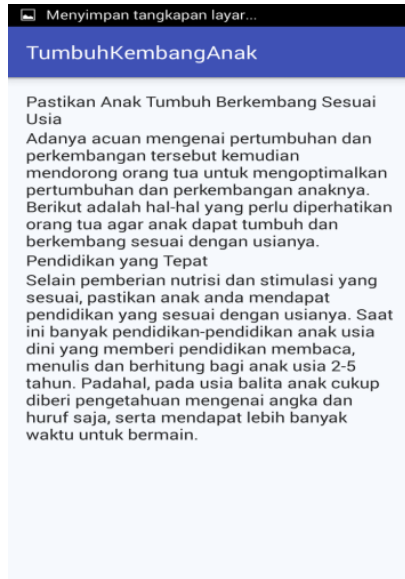 Menyimpan tangkapan layar...
TumbuhKembangAnak
Pastikan Anak Tumbuh Berkembang Sesuai
Usia
Adanya acuan mengenai pertumbuhan dan
perkembangan tersebut kemudian
mendorong orang tua untuk mengoptimalkan
pertumbuhan dan perkembangan anaknya.
Berikut adalah hal-hal yang perlu diperhatikan
orang tua agar anak dapat tumbuh dan
berkembang sesuai dengan usianya.
Pendidikan yang Tepat
Selain pemberian nutrisi dan stimulasi yang
sesuai, pastikan anak anda mendapat
pendidikan yang sesuai dengan usianya. Saat
ini banyak pendidikan-pendidikan anak usia
dini yang memberi pendidikan membaca,
menulis dan berhitung bagi anak usia 2-5
tahun. Padahal, pada usia balita anak cukup
diberi pengetahuan mengenai angka dan
huruf saja, serta mendapat lebih banyak
waktu untuk bermain.